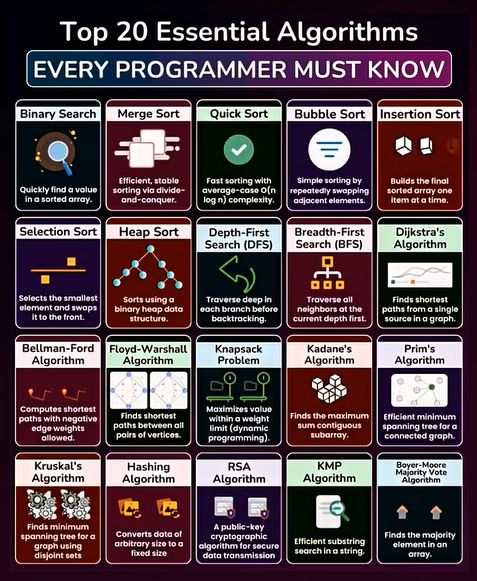 Top 20 Essential Algorithms
EVERY PROGRAMMER MUST KNOW
Binary Search
Quickly find a value
in a sorted array.
Merge Sort
Efficient, stable
sorting via divide-
and-conquer.
Quick Sort
Fast sorting with
average-case O(n
log n) complexity.
Bubble Sort
Simple sorting by
repeatedly swapping
adjacent elements.
Insertion Sort
Builds the final
sorted array one
item at a time.
Selection Sort
Selects the smallest
element and swaps
it to the front.
Heap Sort
Sorts using a
binary heap data
structure.
Depth-First
Search (DFS)
Traverse deep in
each branch before
backtracking.
Breadth-First
Search (BFS)
Traverse all
neighbors at the
current depth first.
Dijkstra's
Algorithm
Finds shortest
paths from a single
source in a graph.
Bellman-Ford
Algorithm
Computes shortest
paths with negative
edge weights
allowed.
Floyd-Warshall
Algorithm
Finds shortest
paths between all
pairs of vertices.
Knapsack
Problem
Maximizes value
within a weight
limit (dynamic
programming).
Kadane's
Algorithm
Finds the maximum
sum contiguous
subarray.
Prim's
Algorithm
Efficient minimum
spanning tree for a
connected graph.
Kruskal's
Algorithm
Finds minimum
spanning tree for a
graph using
disjoint sets
Hashing
Algorithm
Converts data of
arbitrary size to a
fixed size
RSA
Algorithm
A public-key
cryptographic
algorithm for secure
data transmission
KMP
Algorithm
Efficient substring
search in a string.
Boyer-Moore
Majority Vote
Algorithm
Finds the majority
element in an
array.